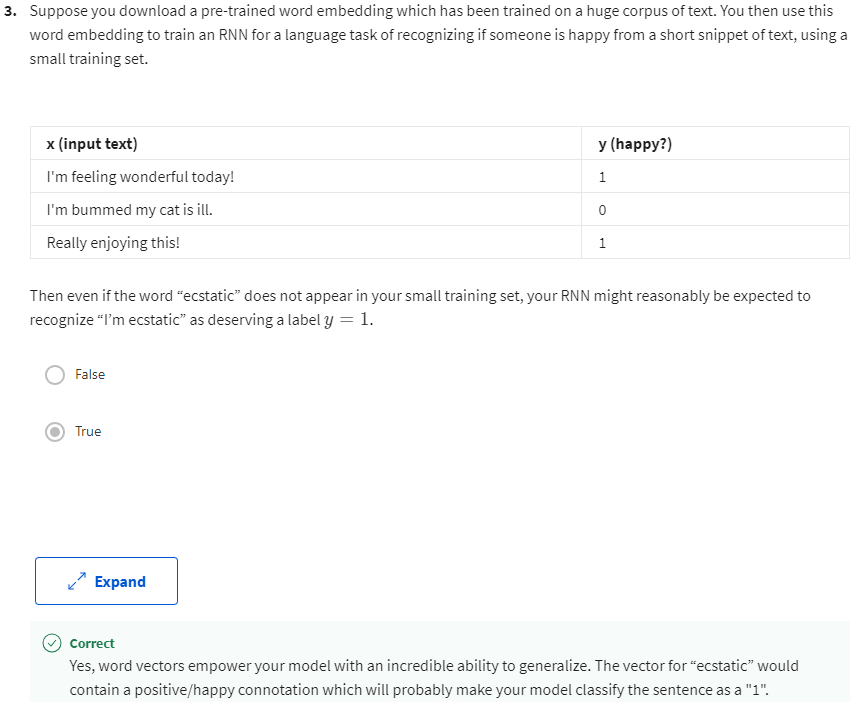 3. Suppose you download a pre-trained word embedding which has been trained on a huge corpus of text. You then use this
word embedding to train an RNN for a language task of recognizing if someone is happy from a short snippet of text, using a
small training set.
x (input text) y (happy?)
I'm feeling wonderful today! 1
I'm bummed my cat is ill. 0
Really enjoying this! 1
Then even if the word “ecstatic” does not appear in your small training set, your RNN might reasonably be expected to
recognize “I’m ecstatic” as deserving a label y = 1.
False
True
Expand
Correct
Yes, word vectors empower your model with an incredible ability to generalize. The vector for “ecstatic” would
contain a positive/happy connotation which will probably make your model classify the sentence as a "1".